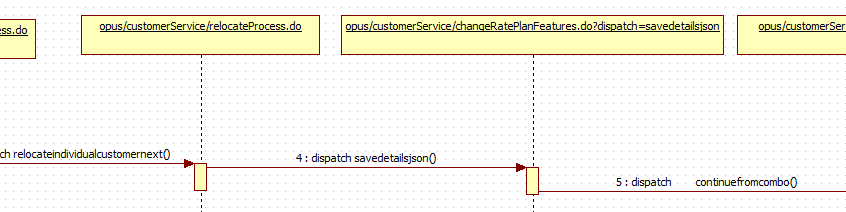 ess.do
opus/customerService/relocateProcess.do
opus/customerService/changeRatePlanFeatures.do?dispatch=savedetailsjson
opus/customerSer
ch relocateindividualcustomernext()
4 : dispatch savedetailsjson()
5 : dispatch continuefromcombo()